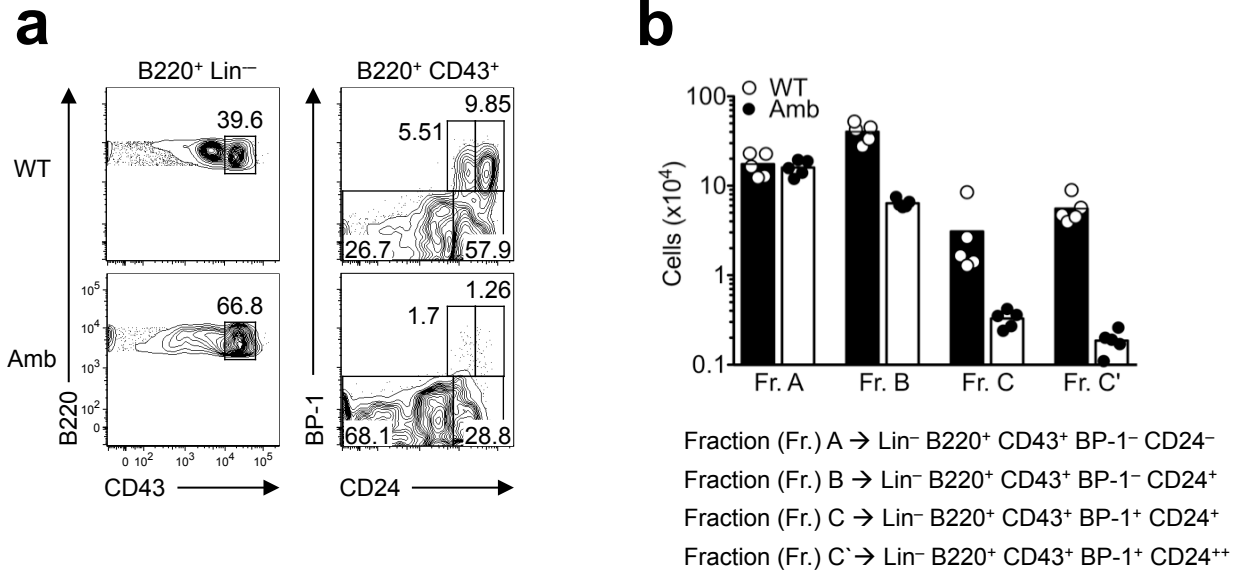 a
B220⁺ Lin⁻
B220⁺ CD43⁺
WT
39.6
9.85
5.51
26.7
57.9
Amb
66.8
1.26
1.7
68.1
28.8
10⁵
10⁴
10³
10²
0
0 10² 10³ 10⁴ 10⁵
B220
BP-1
CD43
CD24
b
WT
Amb
100
10
1
0.1
Cells (x10⁴)
Fr. A Fr. B Fr. C Fr. C'
Fraction (Fr.) A → Lin⁻ B220⁺ CD43⁺ BP-1⁻ CD24⁻
Fraction (Fr.) B → Lin⁻ B220⁺ CD43⁺ BP-1⁻ CD24⁺
Fraction (Fr.) C → Lin⁻ B220⁺ CD43⁺ BP-1⁺ CD24⁺
Fraction (Fr.) C`→ Lin⁻ B220⁺ CD43⁺ BP-1⁺ CD24⁺⁺